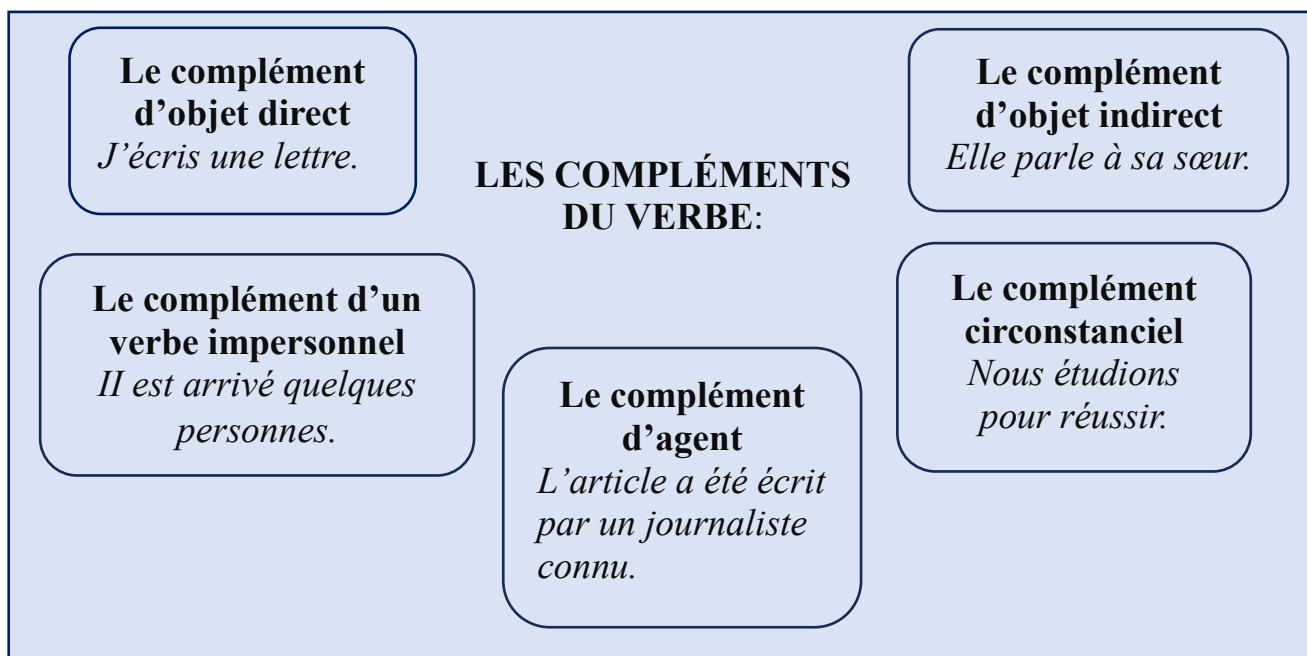 Le complément
d'objet direct
J'écris une lettre.
LES COMPLÉMENTS
DU VERBE:
Le complément
d'objet indirect
Elle parle à sa sœur.
Le complément d'un
verbe impersonnel
II est arrivé quelques
personnes.
Le complément
d'agent
L'article a été écrit
par un journaliste
connu.
Le complément
circonstanciel
Nous étudions
pour réussir.